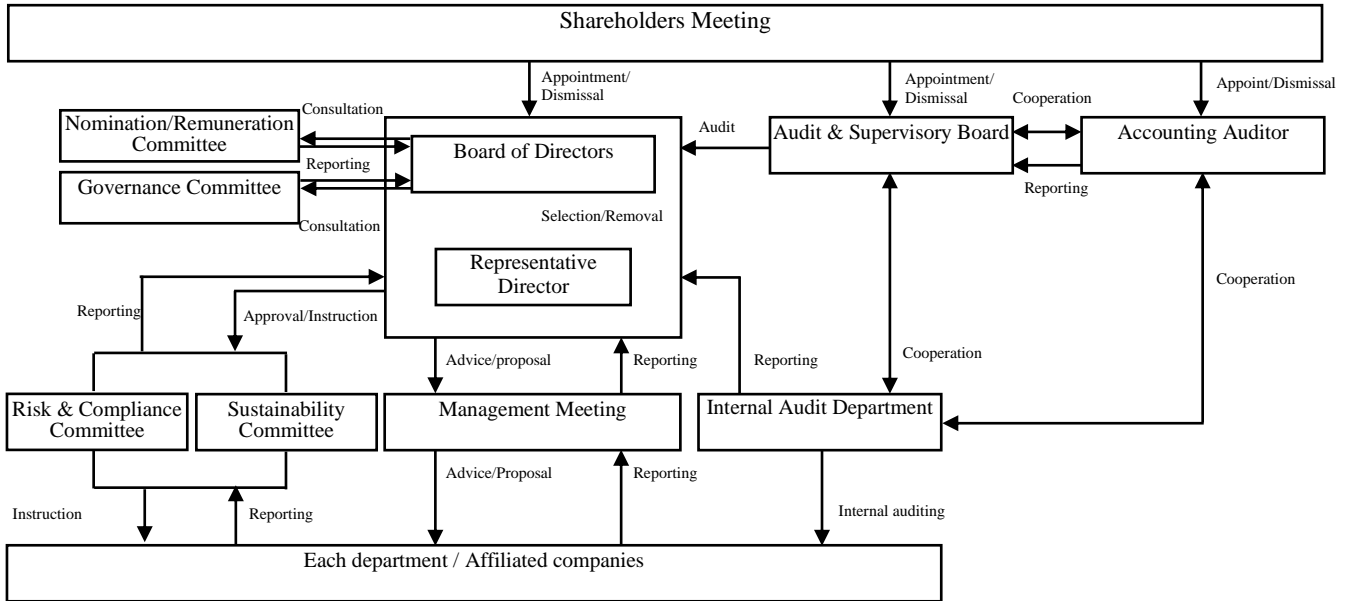 Shareholders Meeting
Appointment/
Dismissal
Appointment/
Dismissal
Appoint/Dismissal
Consultation
Cooperation
Nomination/Remuneration
Committee
Board of Directors
Audit
Audit & Supervisory Board
Accounting Auditor
Reporting
Reporting
Governance Committee
Consultation
Selection/Removal
Representative
Director
Cooperation
Reporting
Approval/Instruction
Advice/proposal
Reporting
Reporting
Cooperation
Risk & Compliance
Committee
Sustainability
Committee
Management Meeting
Internal Audit Department
Advice/Proposal
Reporting
Instruction
Reporting
Internal auditing
Each department / Affiliated companies